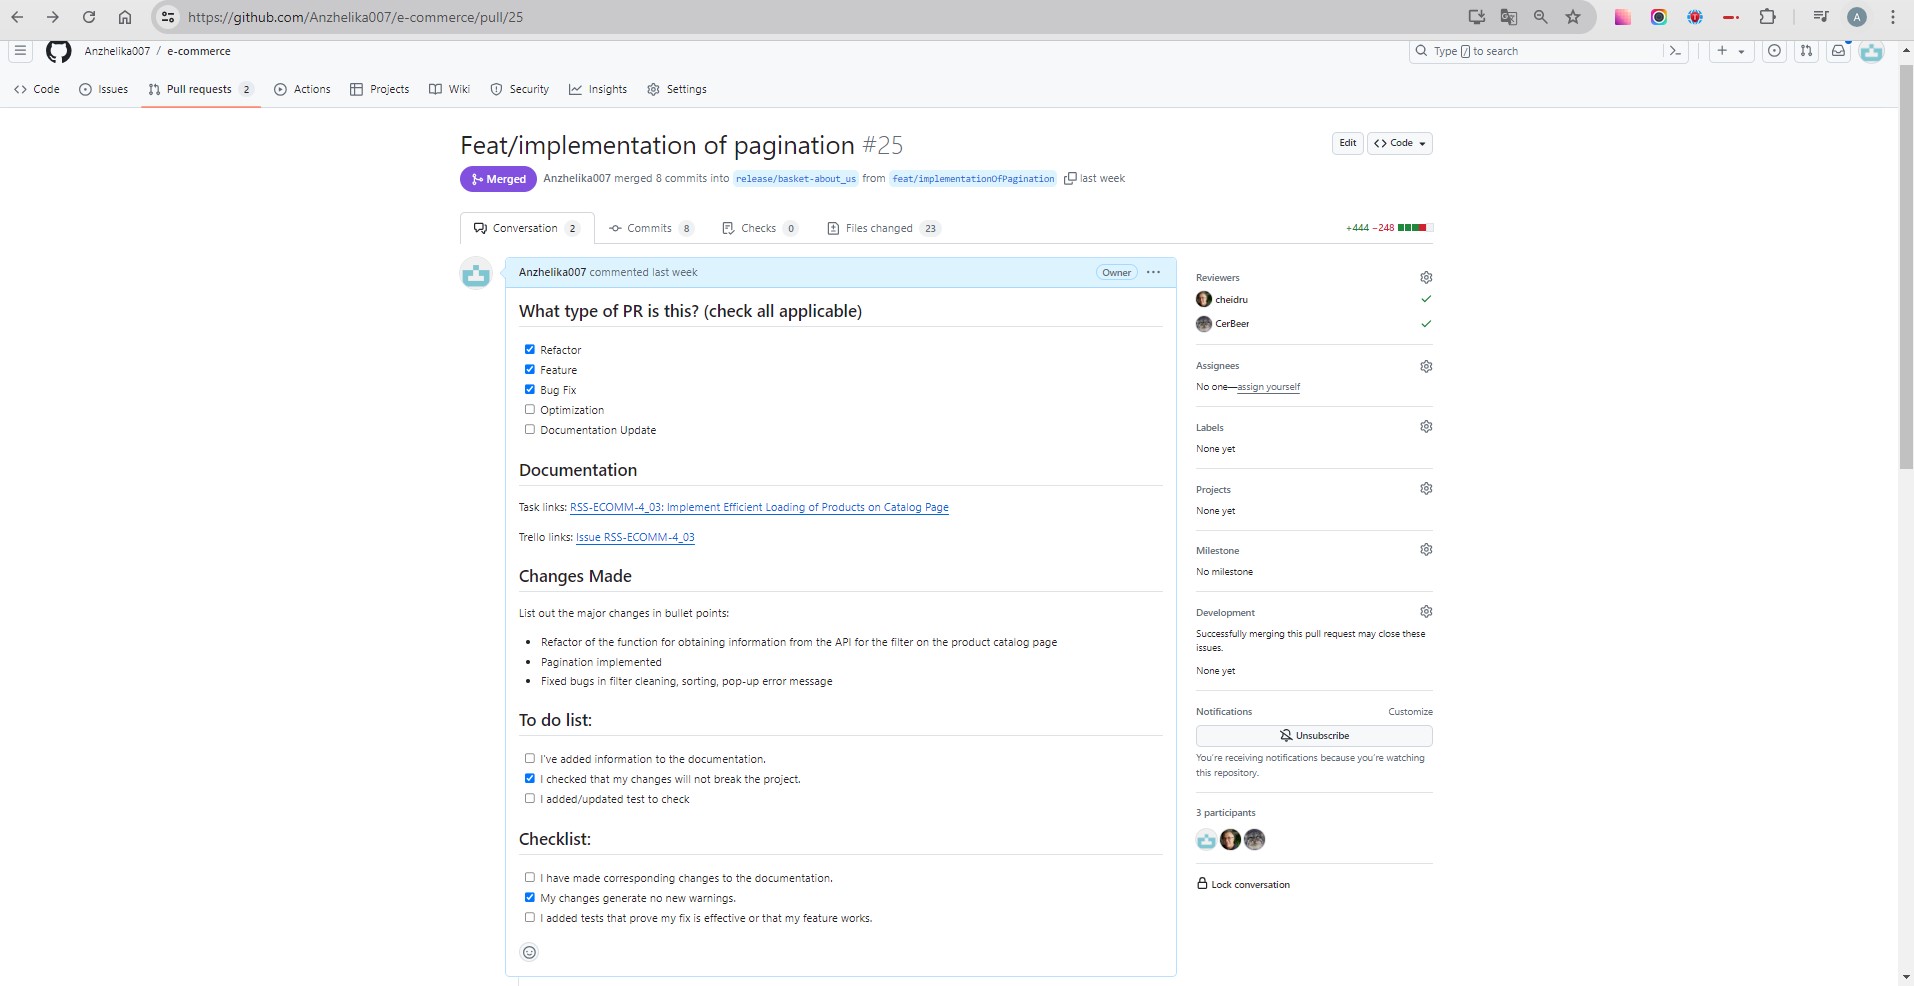 https://github.com/Anzhelika007/e-commerce/pull/25
A
Anzhelika007 / e-commerce
Type / to search
Code
Issues
Pull requests 2
Actions
Projects
Wiki
Security
Insights
Settings
Feat/implementation of pagination #25
Edit
Code
Merged
Anzhelika007 merged 8 commits into release/basket-about_us from feat/implementationOfPagination last week
Conversation 2
Commits 8
Checks 0
Files changed 23
+444 −248
Anzhelika007 commented last week
Owner
What type of PR is this? (check all applicable)
Refactor
Feature
Bug Fix
Optimization
Documentation Update
Documentation
Task links: RSS-ECOMM-4_03: Implement Efficient Loading of Products on Catalog Page
Trello links: Issue RSS-ECOMM-4_03
Changes Made
List out the major changes in bullet points:
Refactor of the function for obtaining information from the API for the filter on the product catalog page
Pagination implemented
Fixed bugs in filter cleaning, sorting, pop-up error message
To do list:
I've added information to the documentation.
I checked that my changes will not break the project.
I added/updated test to check
Checklist:
I have made corresponding changes to the documentation.
My changes generate no new warnings.
I added tests that prove my fix is effective or that my feature works.
Reviewers
cheidru
CerBeer
Assignees
No one—assign yourself
Labels
None yet
Projects
None yet
Milestone
No milestone
Development
Successfully merging this pull request may close these
issues.
None yet
Notifications
Customize
Unsubscribe
You're receiving notifications because you're watching
this repository.
3 participants
Lock conversation